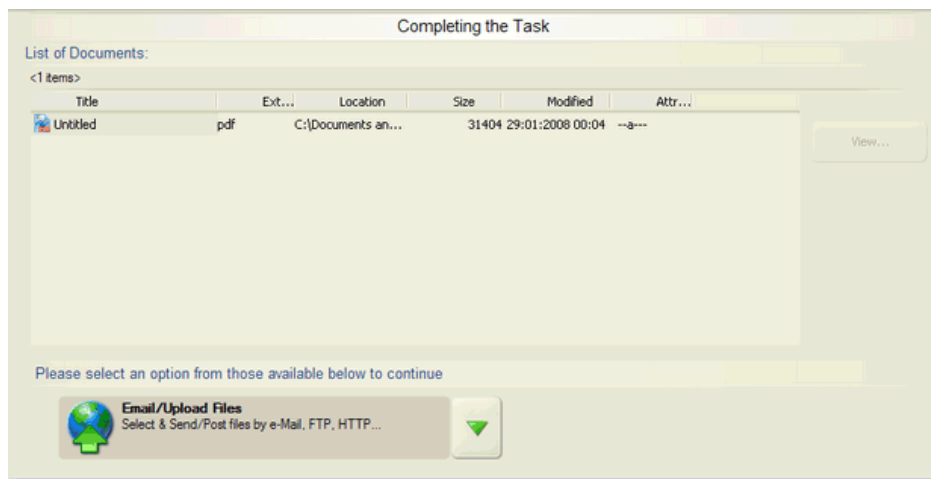 Completing the Task
List of Documents:
<1 items>
Title Ext... Location Size Modified Attr...
Untitled pdf C:\Documents an... 31404 29:01:2008 00:04 --a---
View...
Please select an option from those available below to continue
Email/Upload Files
Select & Send/Post files by e-Mail, FTP, HTTP...